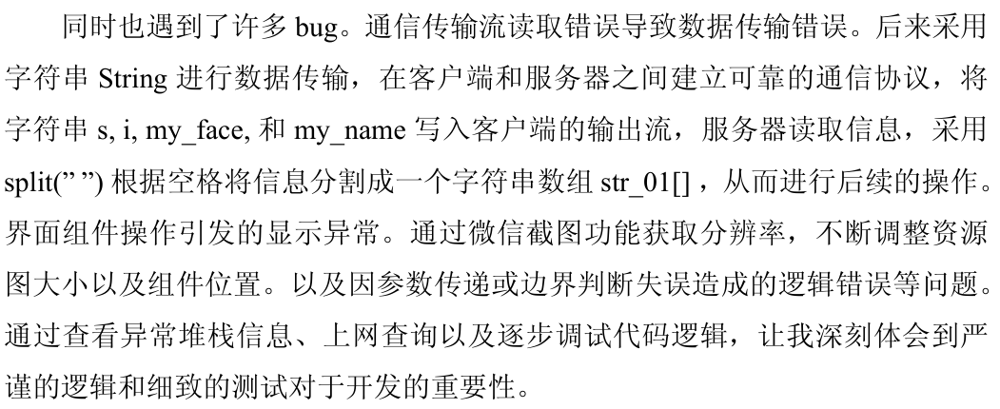 同时也遇到了许多 bug。通信传输流读取错误导致数据传输错误。后来采用
字符串 String 进行数据传输，在客户端和服务器之间建立可靠的通信协议，将
字符串 s, i, my_face, 和 my_name 写入客户端的输出流，服务器读取信息，采用
split(” ”) 根据空格将信息分割成一个字符串数组 str_01[] ，从而进行后续的操作。
界面组件操作引发的显示异常。通过微信截图功能获取分辨率，不断调整资源
图大小以及组件位置。以及因参数传递或边界判断失误造成的逻辑错误等问题。
通过查看异常堆栈信息、上网查询以及逐步调试代码逻辑，让我深刻体会到严
谨的逻辑和细致的测试对于开发的重要性。